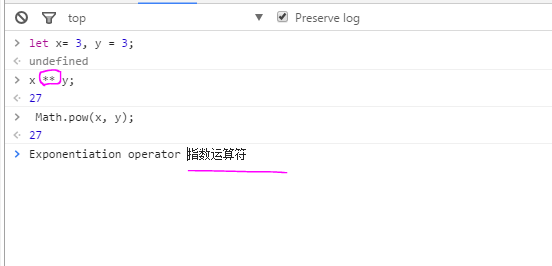 top Preserve log
let x= 3, y = 3;
undefined
x ** y;
27
Math.pow(x, y);
27
Exponentiation operator 指数运算符